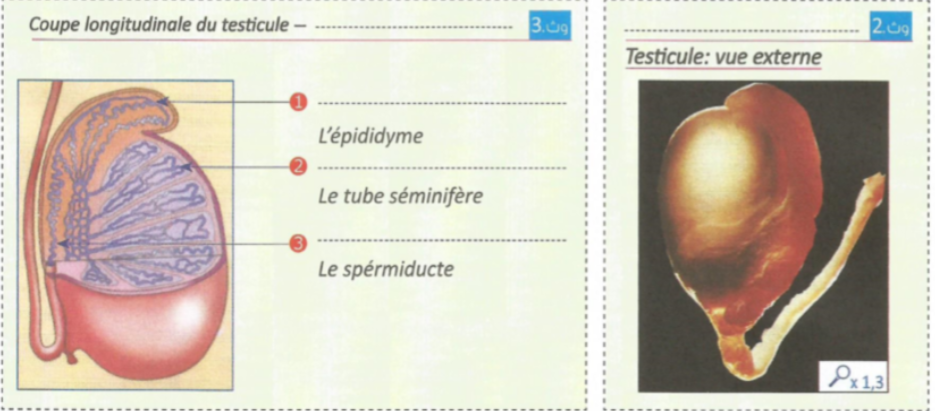 Coupe longitudinale du testicule – ------------------------ وث.3
1 ------------------------
L'épididyme
2 ------------------------
Le tube séminifère
3 ------------------------
Le spérmiducte
------------------------ وث.2
Testicule: vue externe
x 1,3